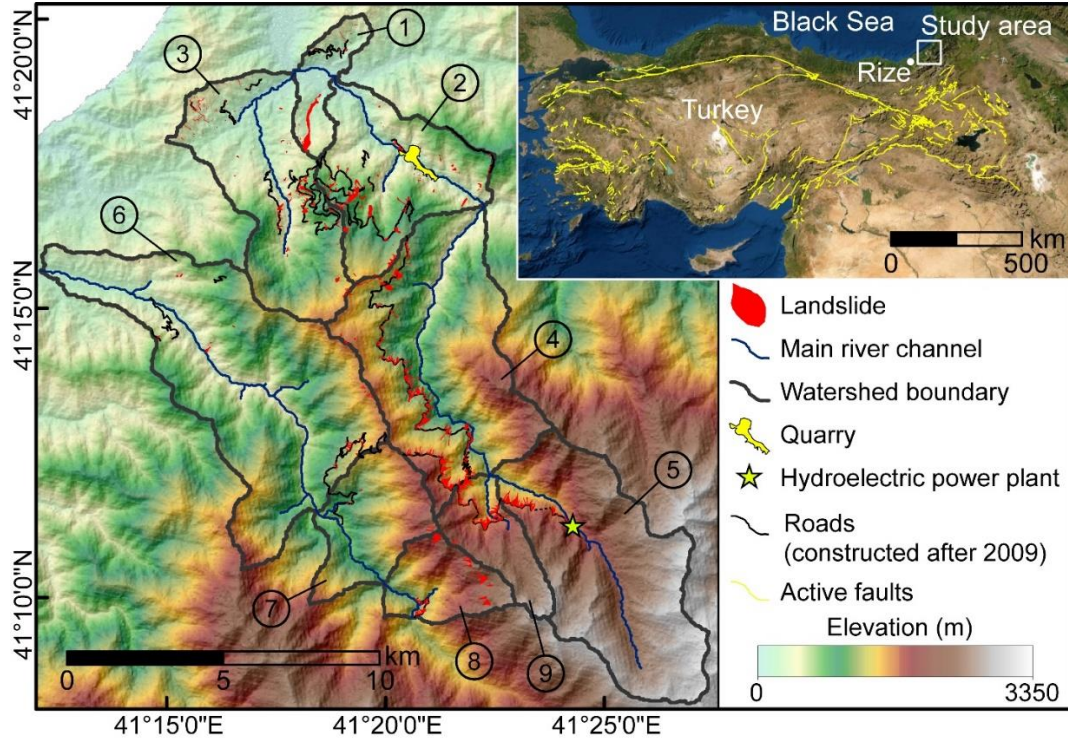 41°20'0"N
41°15'0"N
41°10'0"N
1
3
2
6
4
5
7
8
9
km
0
5
10
41°15'0"E
41°20'0"E
41°25'0"E
Black Sea
Study area
Rize
Turkey
km
0
500
Landslide
Main river channel
Watershed boundary
Quarry
Hydroelectric power plant
Roads
(constructed after 2009)
Active faults
Elevation (m)
0
3350